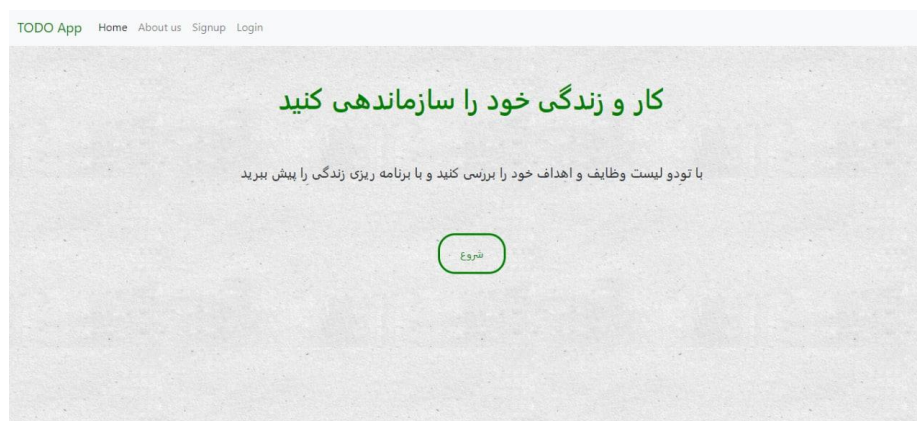 TODO App Home About us Signup Login
کار و زندگی خود را سازماندهی کنید
با تودو لیست وظایف و اهداف خود را بررسی کنید و با برنامه ریزی زندگی را پیش ببرید
شروع